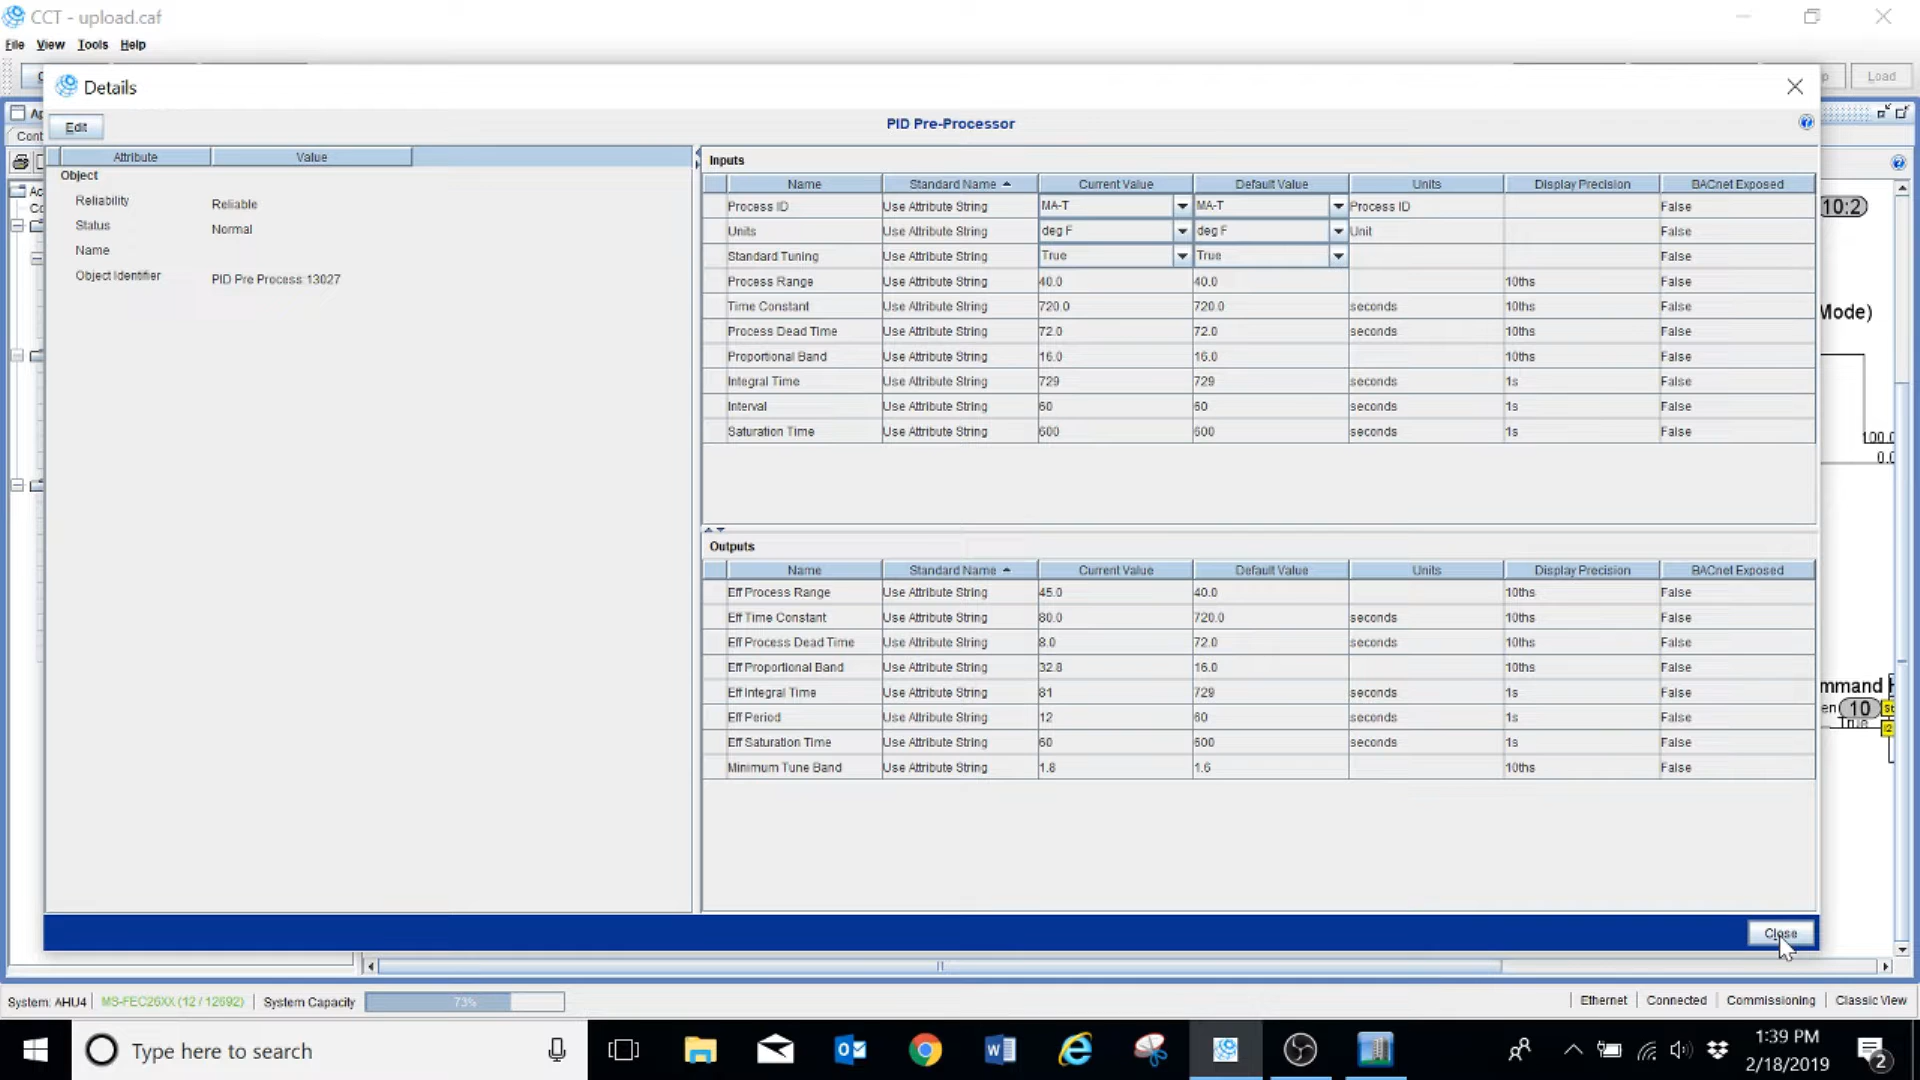 CCT - upload.caf
File View Tools Help
Load
Details
Edit
PID Pre-Processor
Cont
Attribute Value
Object
Reliability Reliable
Status Normal
Name
Object Identifier PID Pre Process:13027
Inputs
Name Standard Name Current Value Default Value Units Display Precision BACnet Exposed
Process ID Use Attribute String MA-T MA-T Process ID False
Units Use Attribute String deg F deg F Unit False
Standard Tuning Use Attribute String True True False
Process Range Use Attribute String 40.0 40.0 10ths False
Time Constant Use Attribute String 720.0 720.0 seconds 10ths False
Process Dead Time Use Attribute String 72.0 72.0 seconds 10ths False
Proportional Band Use Attribute String 16.0 16.0 10ths False
Integral Time Use Attribute String 729 729 seconds 1s False
Interval Use Attribute String 60 60 seconds 1s False
Saturation Time Use Attribute String 600 600 seconds 1s False
Outputs
Name Standard Name Current Value Default Value Units Display Precision BACnet Exposed
Eff Process Range Use Attribute String 45.0 40.0 10ths False
Eff Time Constant Use Attribute String 80.0 720.0 seconds 10ths False
Eff Process Dead Time Use Attribute String 8.0 72.0 seconds 10ths False
Eff Proportional Band Use Attribute String 32.8 16.0 10ths False
Eff Integral Time Use Attribute String 81 729 seconds 1s False
Eff Period Use Attribute String 12 60 seconds 1s False
Eff Saturation Time Use Attribute String 60 600 seconds 1s False
Minimum Tune Band Use Attribute String 1.8 1.6 10ths False
10:2
Mode)
100.0
0.0
mmand H
en 10
True
Close
System: AHU4 MS-FEC26XX (12 / 12692) System Capacity 73% Ethernet Connected Commissioning Classic View
Type here to search
1:39 PM
2/18/2019
2